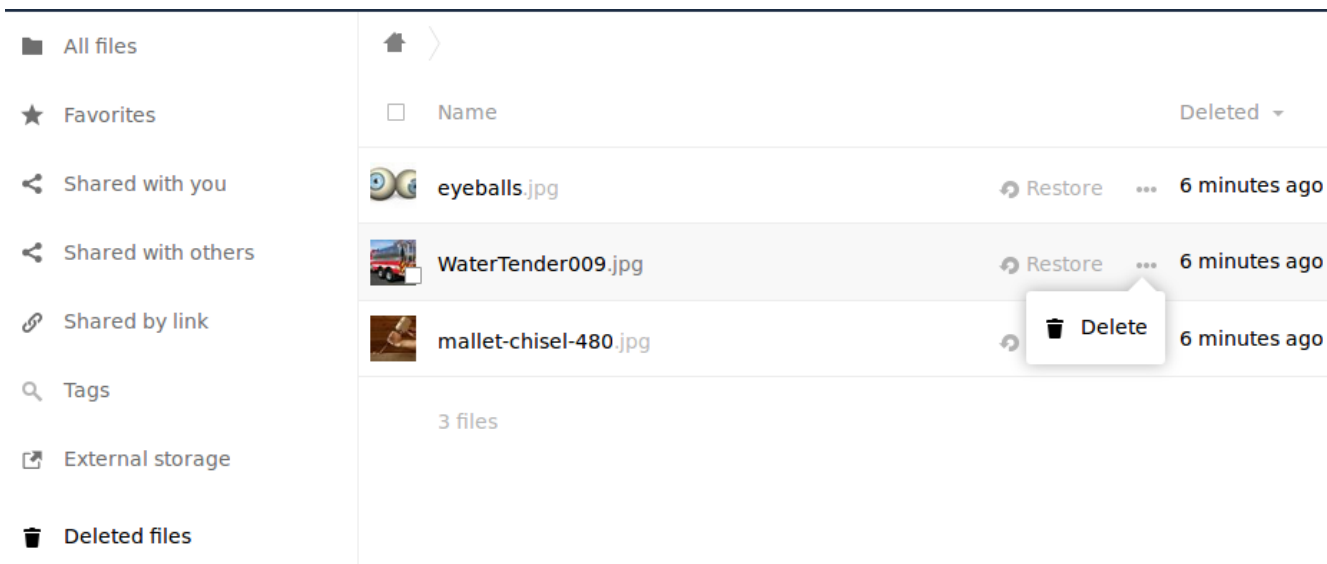 All files
Favorites
Shared with you
Shared with others
Shared by link
Tags
External storage
Deleted files
Name Deleted
eyeballs.jpg Restore ••• 6 minutes ago
WaterTender009.jpg Restore ••• 6 minutes ago
Delete
mallet-chisel-480.jpg 6 minutes ago
3 files